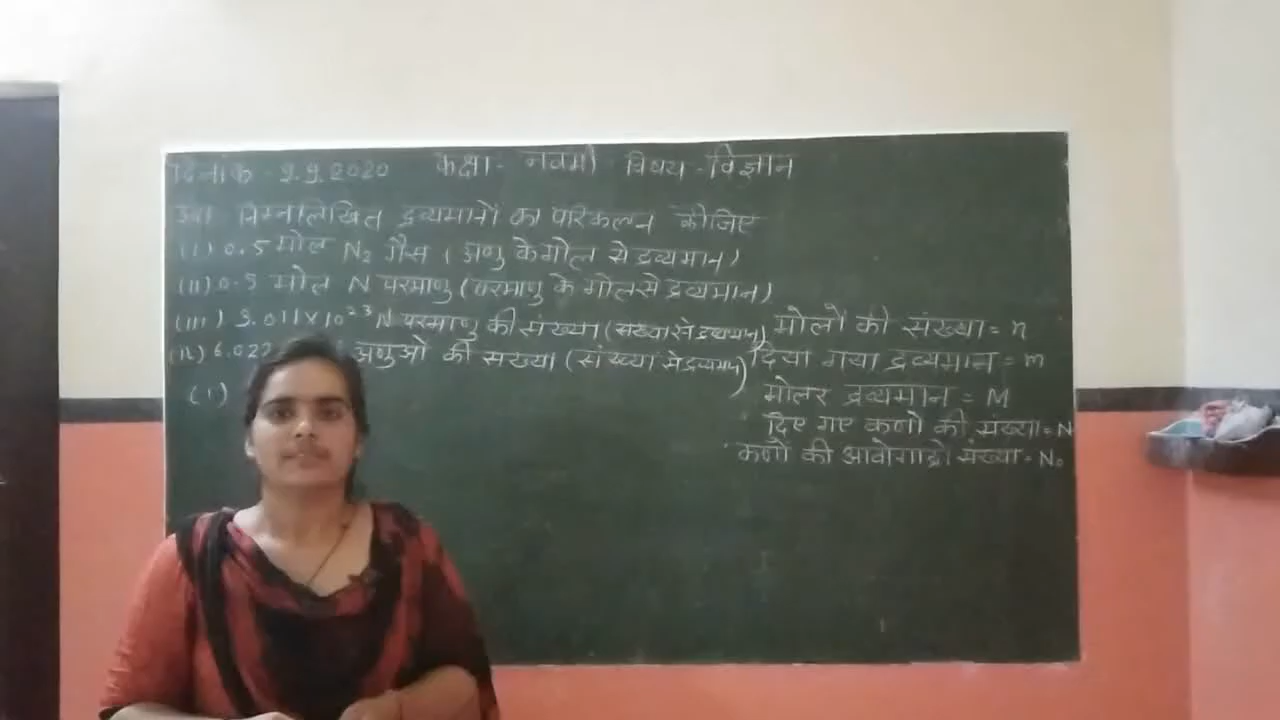 दिनांक - 9.9.2020 कक्षा - नवमी विषय - विज्ञान
निम्नलिखित द्रव्यमानों का परिकलन कीजिए
(i) 0.5 मोल N₂ गैस (अणु के मोल से द्रव्यमान)
(ii) 0.5 मोल N परमाणु (परमाणु के मोल से द्रव्यमान)
(iii) 3.011×10²³ N परमाणु की संख्या (संख्या से द्रव्यमान)
(iv) 6.022 अणुओं की संख्या (संख्या से द्रव्यमान)
(i)
मोलों की संख्या = n
दिया गया द्रव्यमान = m
मोलर द्रव्यमान = M
दिए गए कणों की संख्या = N
कणों की आवोगाद्रो संख्या = N₀